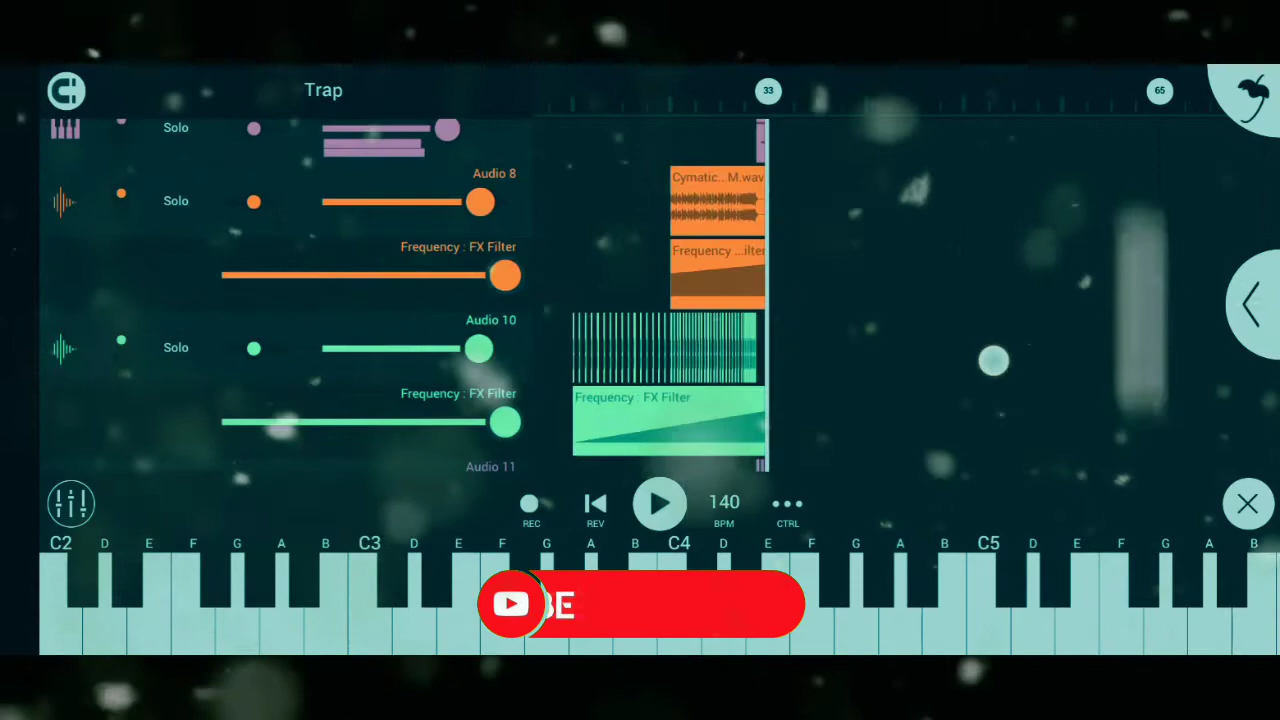 Trap
33
65
Solo
Audio 8
Cymatic.. M.wav
Solo
Frequency : FX Filter
Frequency ...ilter
Audio 10
Solo
Frequency : FX Filter
Frequency : FX Filter
Audio 11
140
REC
REV
BPM
CTRL
C2 D E F G A B C3 D E F G A B C4 D E F G A B C5 D E F G A B
BE